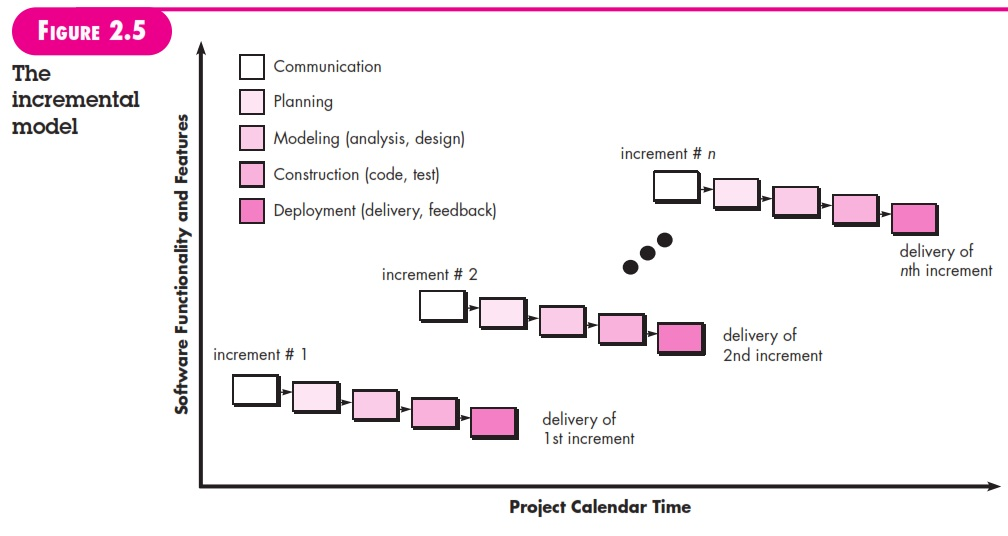 FIGURE 2.5
The
incremental
model
Software Functionality and Features
Communication
Planning
Modeling (analysis, design)
Construction (code, test)
Deployment (delivery, feedback)
increment # n
delivery of
nth increment
increment # 2
delivery of
2nd increment
increment # 1
delivery of
1st increment
Project Calendar Time